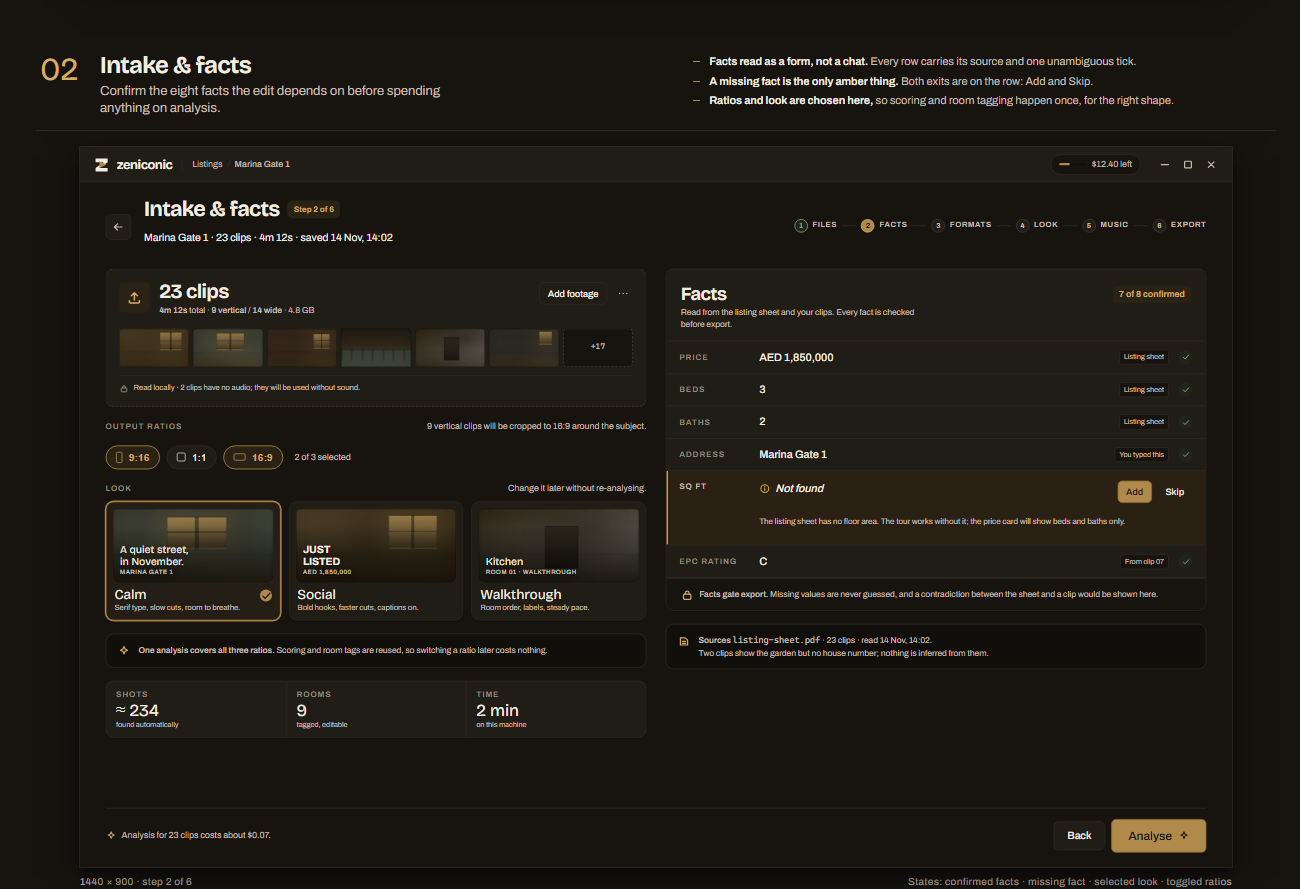 02
Intake & facts
Confirm the eight facts the edit depends on before spending
anything on analysis.
– Facts read as a form, not a chat. Every row carries its source and one unambiguous tick.
– A missing fact is the only amber thing. Both exits are on the row: Add and Skip.
– Ratios and look are chosen here, so scoring and room tagging happen once, for the right shape.
zeniconic
Listings / Marina Gate 1
$12.40 left
Intake & facts
Step 2 of 6
Marina Gate 1 · 23 clips · 4m 12s · saved 14 Nov, 14:02
1 FILES
2 FACTS
3 FORMATS
4 LOOK
5 MUSIC
6 EXPORT
23 clips
4m 12s total · 9 vertical / 14 wide · 4.8 GB
Add footage
···
+17
Read locally · 2 clips have no audio; they will be used without sound.
OUTPUT RATIOS
9 vertical clips will be cropped to 16:9 around the subject.
9:16
1:1
16:9
2 of 3 selected
LOOK
Change it later without re-analysing.
A quiet street,
in November.
MARINA GATE 1
Calm
Serif type, slow cuts, room to breathe.
JUST
LISTED
AED 1,850,000
Social
Bold hooks, faster cuts, captions on.
Kitchen
ROOM 01 · WALKTHROUGH
Walkthrough
Room order, labels, steady pace.
One analysis covers all three ratios. Scoring and room tags are reused, so switching a ratio later costs nothing.
SHOTS
≈ 234
found automatically
ROOMS
9
tagged, editable
TIME
2 min
on this machine
Facts
7 of 8 confirmed
Read from the listing sheet and your clips. Every fact is checked
before export.
PRICE AED 1,850,000 Listing sheet
BEDS 3 Listing sheet
BATHS 2 Listing sheet
ADDRESS Marina Gate 1 You typed this
SQ FT Not found Add Skip
The listing sheet has no floor area. The tour works without it; the price card will show beds and baths only.
EPC RATING C From clip 07
Facts gate export. Missing values are never guessed, and a contradiction between the sheet and a clip would be shown here.
Sources listing-sheet.pdf · 23 clips · read 14 Nov, 14:02.
Two clips show the garden but no house number; nothing is inferred from them.
Analysis for 23 clips costs about $0.07.
Back
Analyse
1440 × 900 · step 2 of 6
States: confirmed facts · missing fact · selected look · toggled ratios